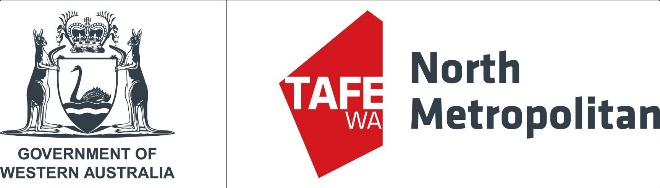 GOVERNMENT OF
WESTERN AUSTRALIA
TAFE
WA
North
Metropolitan